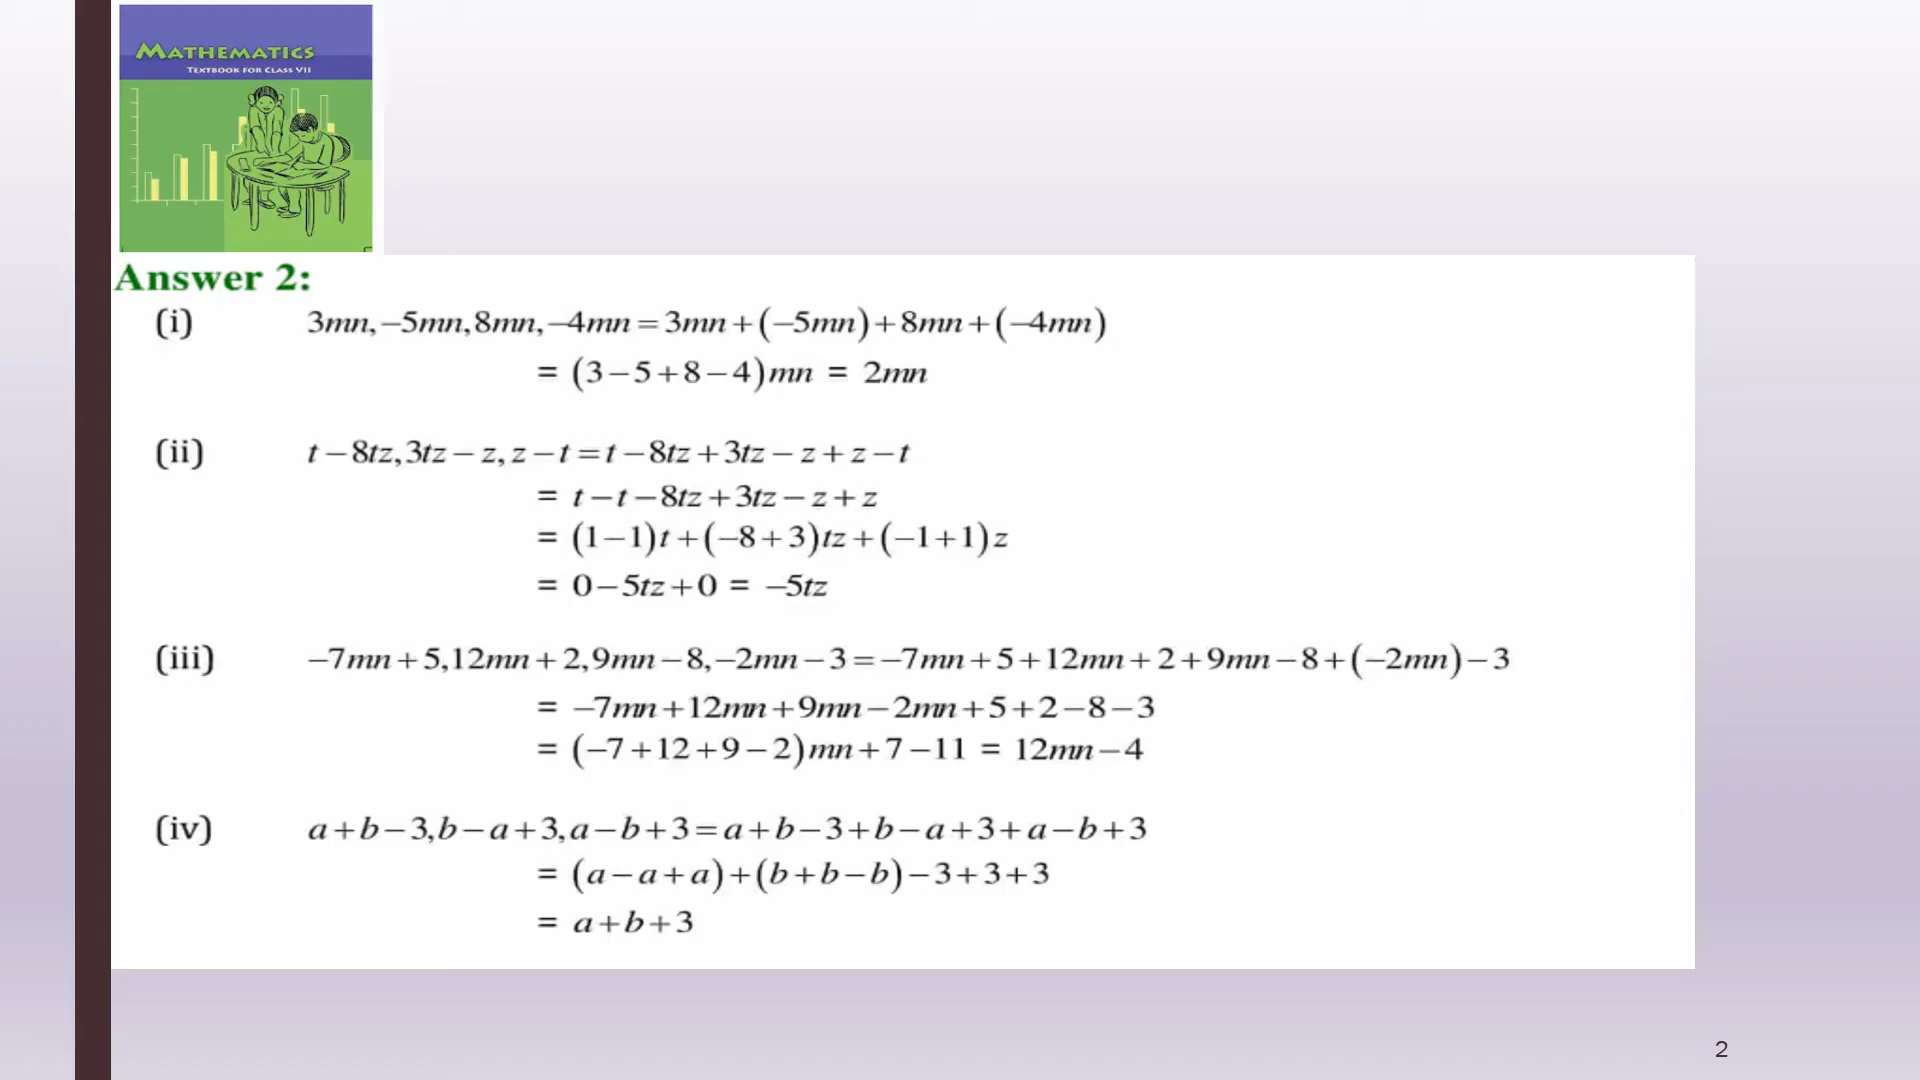 MATHEMATICS
TEXTBOOK FOR CLASS VII
Answer 2:
(i) 3mn,−5mn,8mn,−4mn=3mn+(−5mn)+8mn+(−4mn)
= (3−5+8−4)mn = 2mn
(ii) t−8tz,3tz−z,z−t=t−8tz+3tz−z+z−t
= t−t−8tz+3tz−z+z
= (1−1)t+(−8+3)tz+(−1+1)z
= 0−5tz+0 = −5tz
(iii) −7mn+5,12mn+2,9mn−8,−2mn−3=−7mn+5+12mn+2+9mn−8+(−2mn)−3
= −7mn+12mn+9mn−2mn+5+2−8−3
= (−7+12+9−2)mn+7−11 = 12mn−4
(iv) a+b−3,b−a+3,a−b+3=a+b−3+b−a+3+a−b+3
= (a−a+a)+(b+b−b)−3+3+3
= a+b+3
2